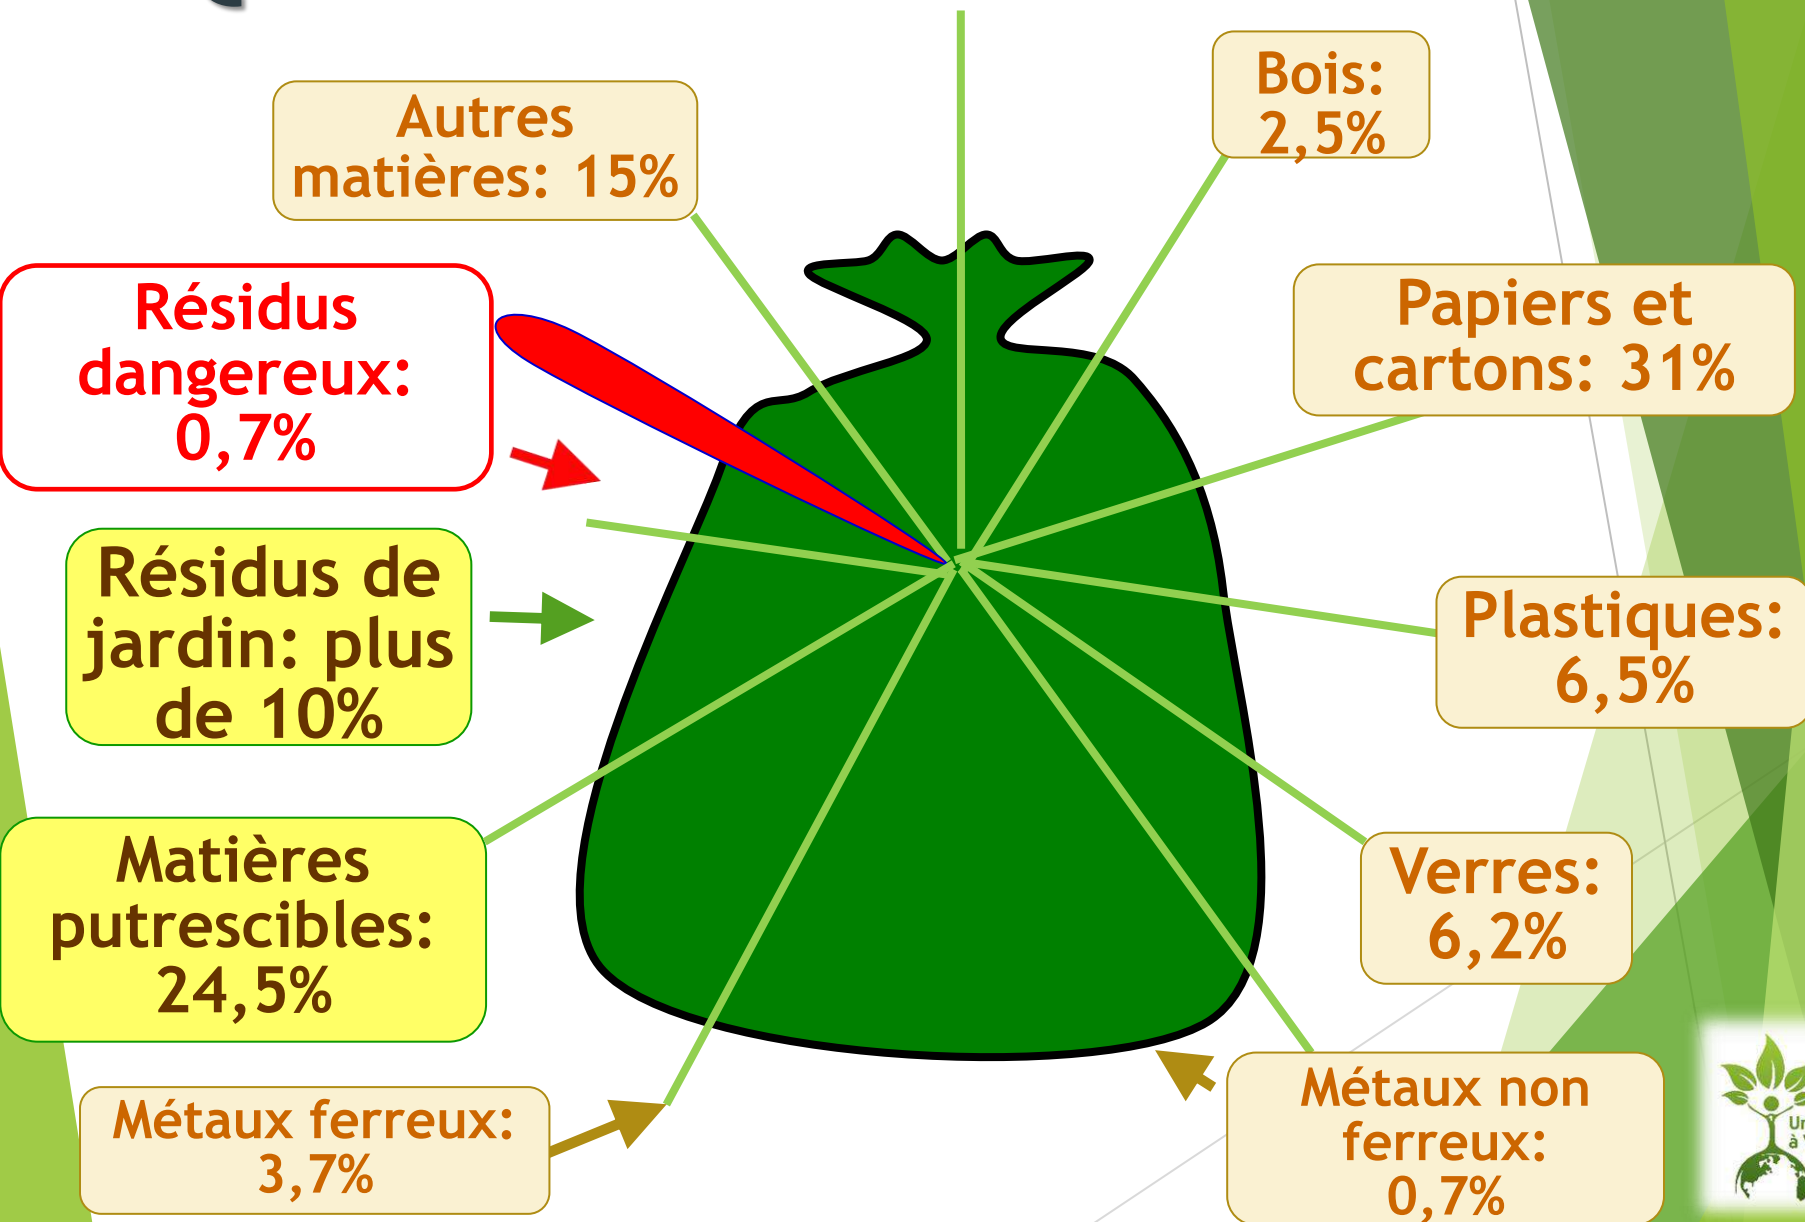 Bois:
2,5%
Autres
matières: 15%
Résidus
dangereux:
0,7%
Papiers et
cartons: 31%
Résidus de
jardin: plus
de 10%
Plastiques:
6,5%
Matières
putrescibles:
24,5%
Verres:
6,2%
Métaux ferreux:
3,7%
Métaux non
ferreux:
0,7%